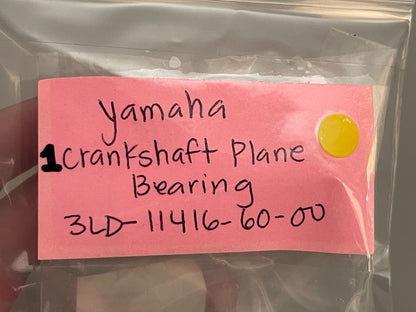 yamaha
1 Crankshaft Plane
Bearing
3LD-11416-60-00